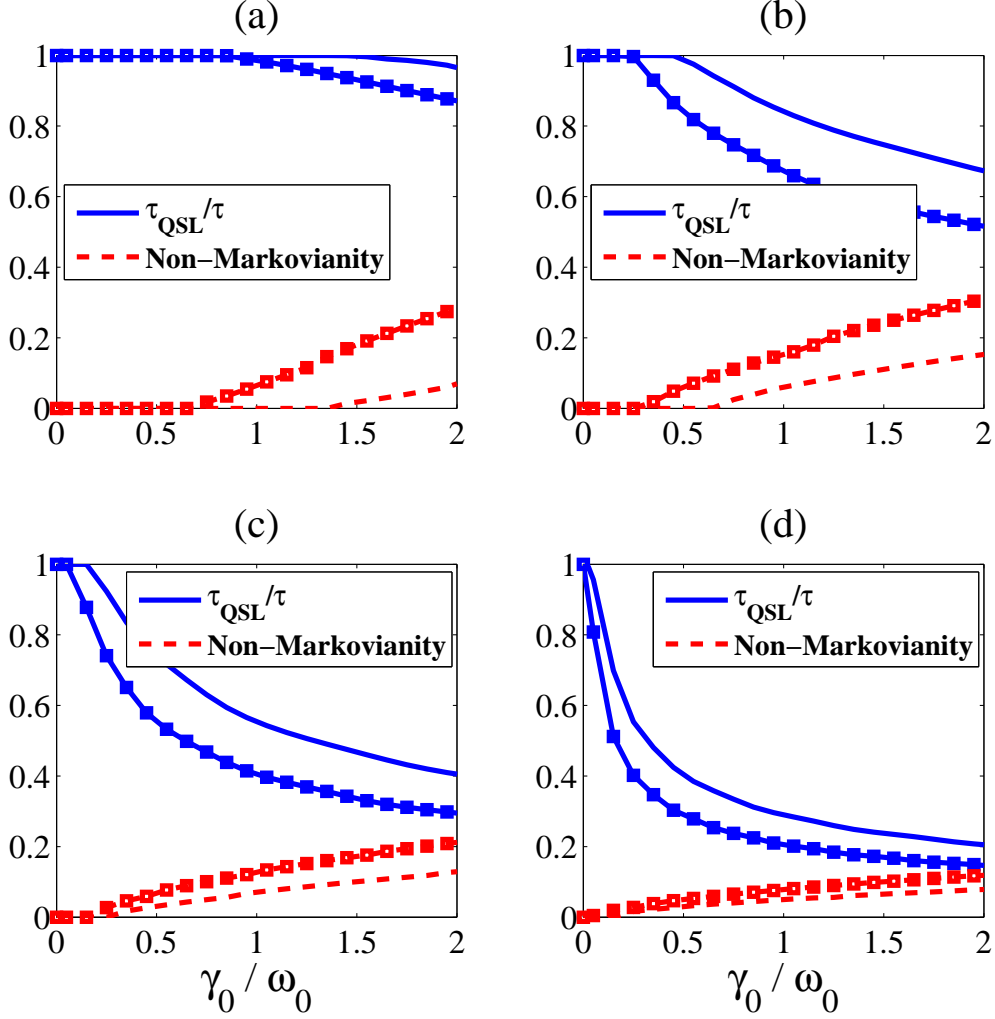 (a) (b)
1 1
0.8 0.8
0.6 0.6
τQSL/τ τQSL/τ
Non−Markovianity Non−Markovianity
0.4 0.4
0.2 0.2
0 0
0 0.5 1 1.5 2 0 0.5 1 1.5 2
(c) (d)
1 1
τQSL/τ τQSL/τ
Non−Markovianity Non−Markovianity
0.8 0.8
0.6 0.6
0.4 0.4
0.2 0.2
0 0
0 0.5 1 1.5 2 0 0.5 1 1.5 2
γ0 / ω0 γ0 / ω0